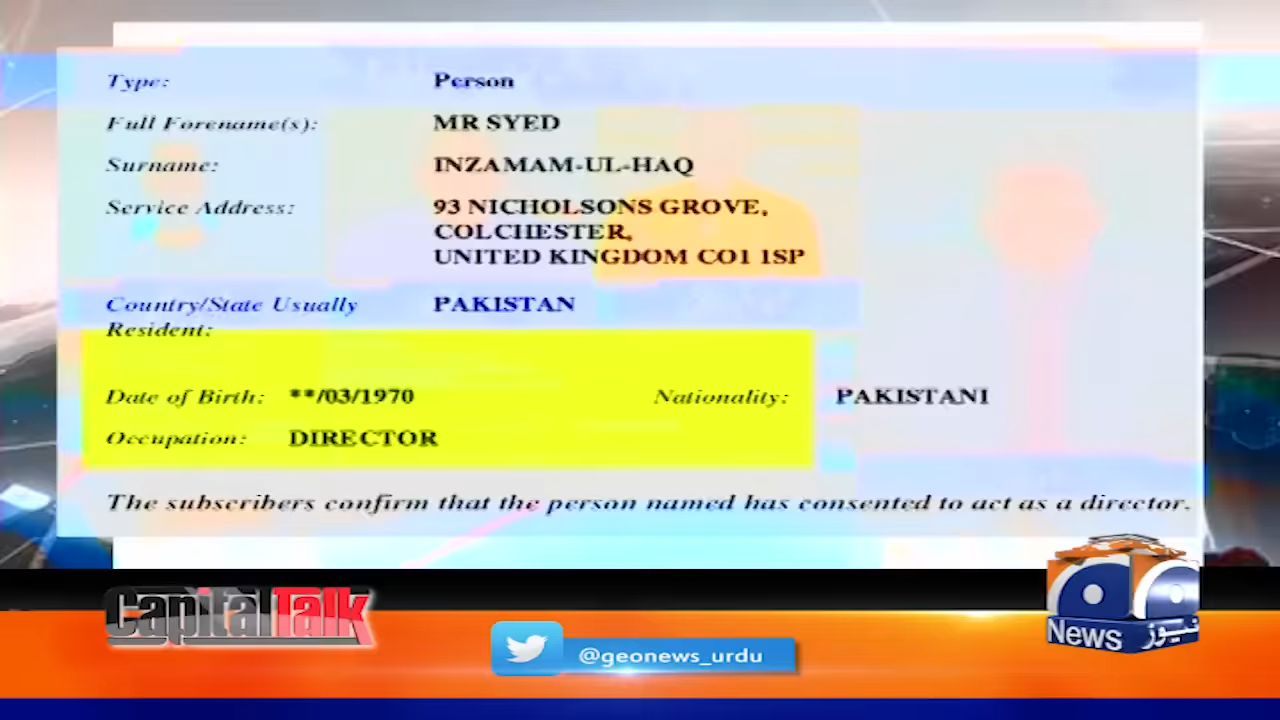 Type: Person
Full Forename(s): MR SYED
Surname: INZAMAM-UL-HAQ
Service Address: 93 NICHOLSONS GROVE,
COLCHESTER,
UNITED KINGDOM CO1 1SP
Country/State Usually PAKISTAN
Resident:
Date of Birth: **/03/1970 Nationality: PAKISTANI
Occupation: DIRECTOR
The subscribers confirm that the person named has consented to act as a director.
Capital Talk
News نیوز
@geonews_urdu